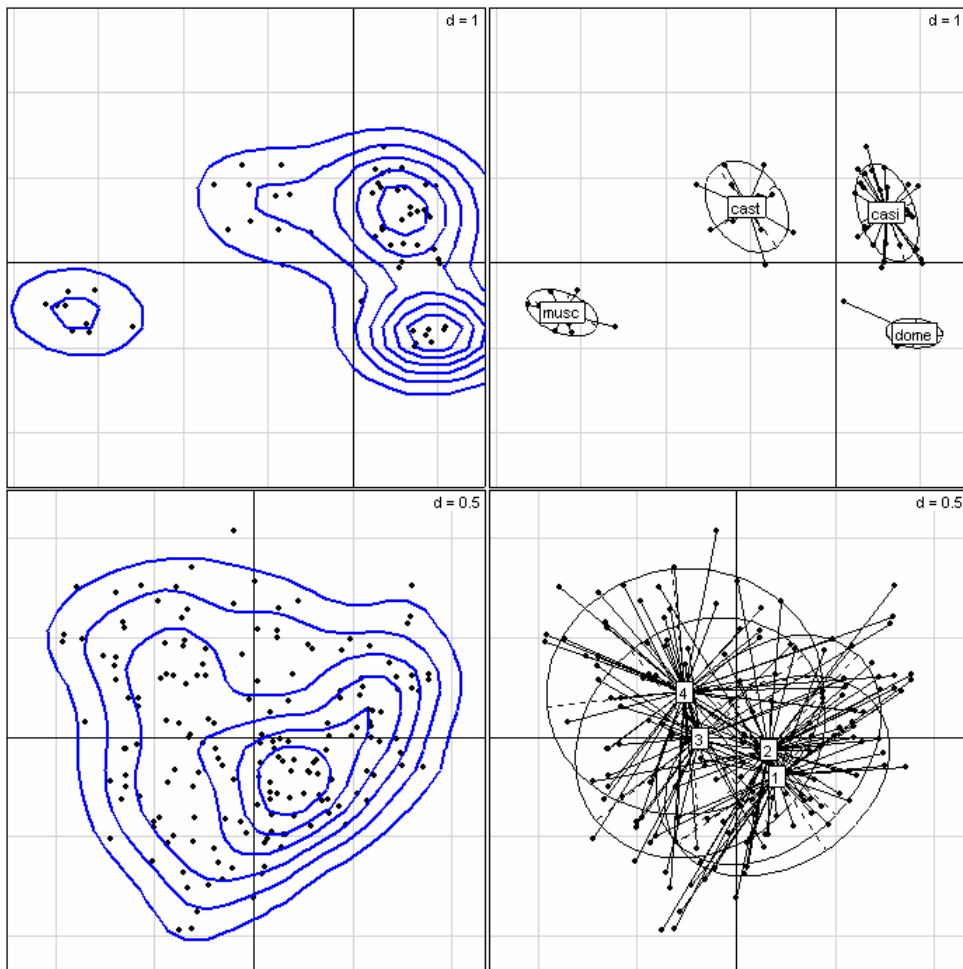 d = 1
d = 1
cast
casi
musc
dome
d = 0.5
d = 0.5
4
3
2
1